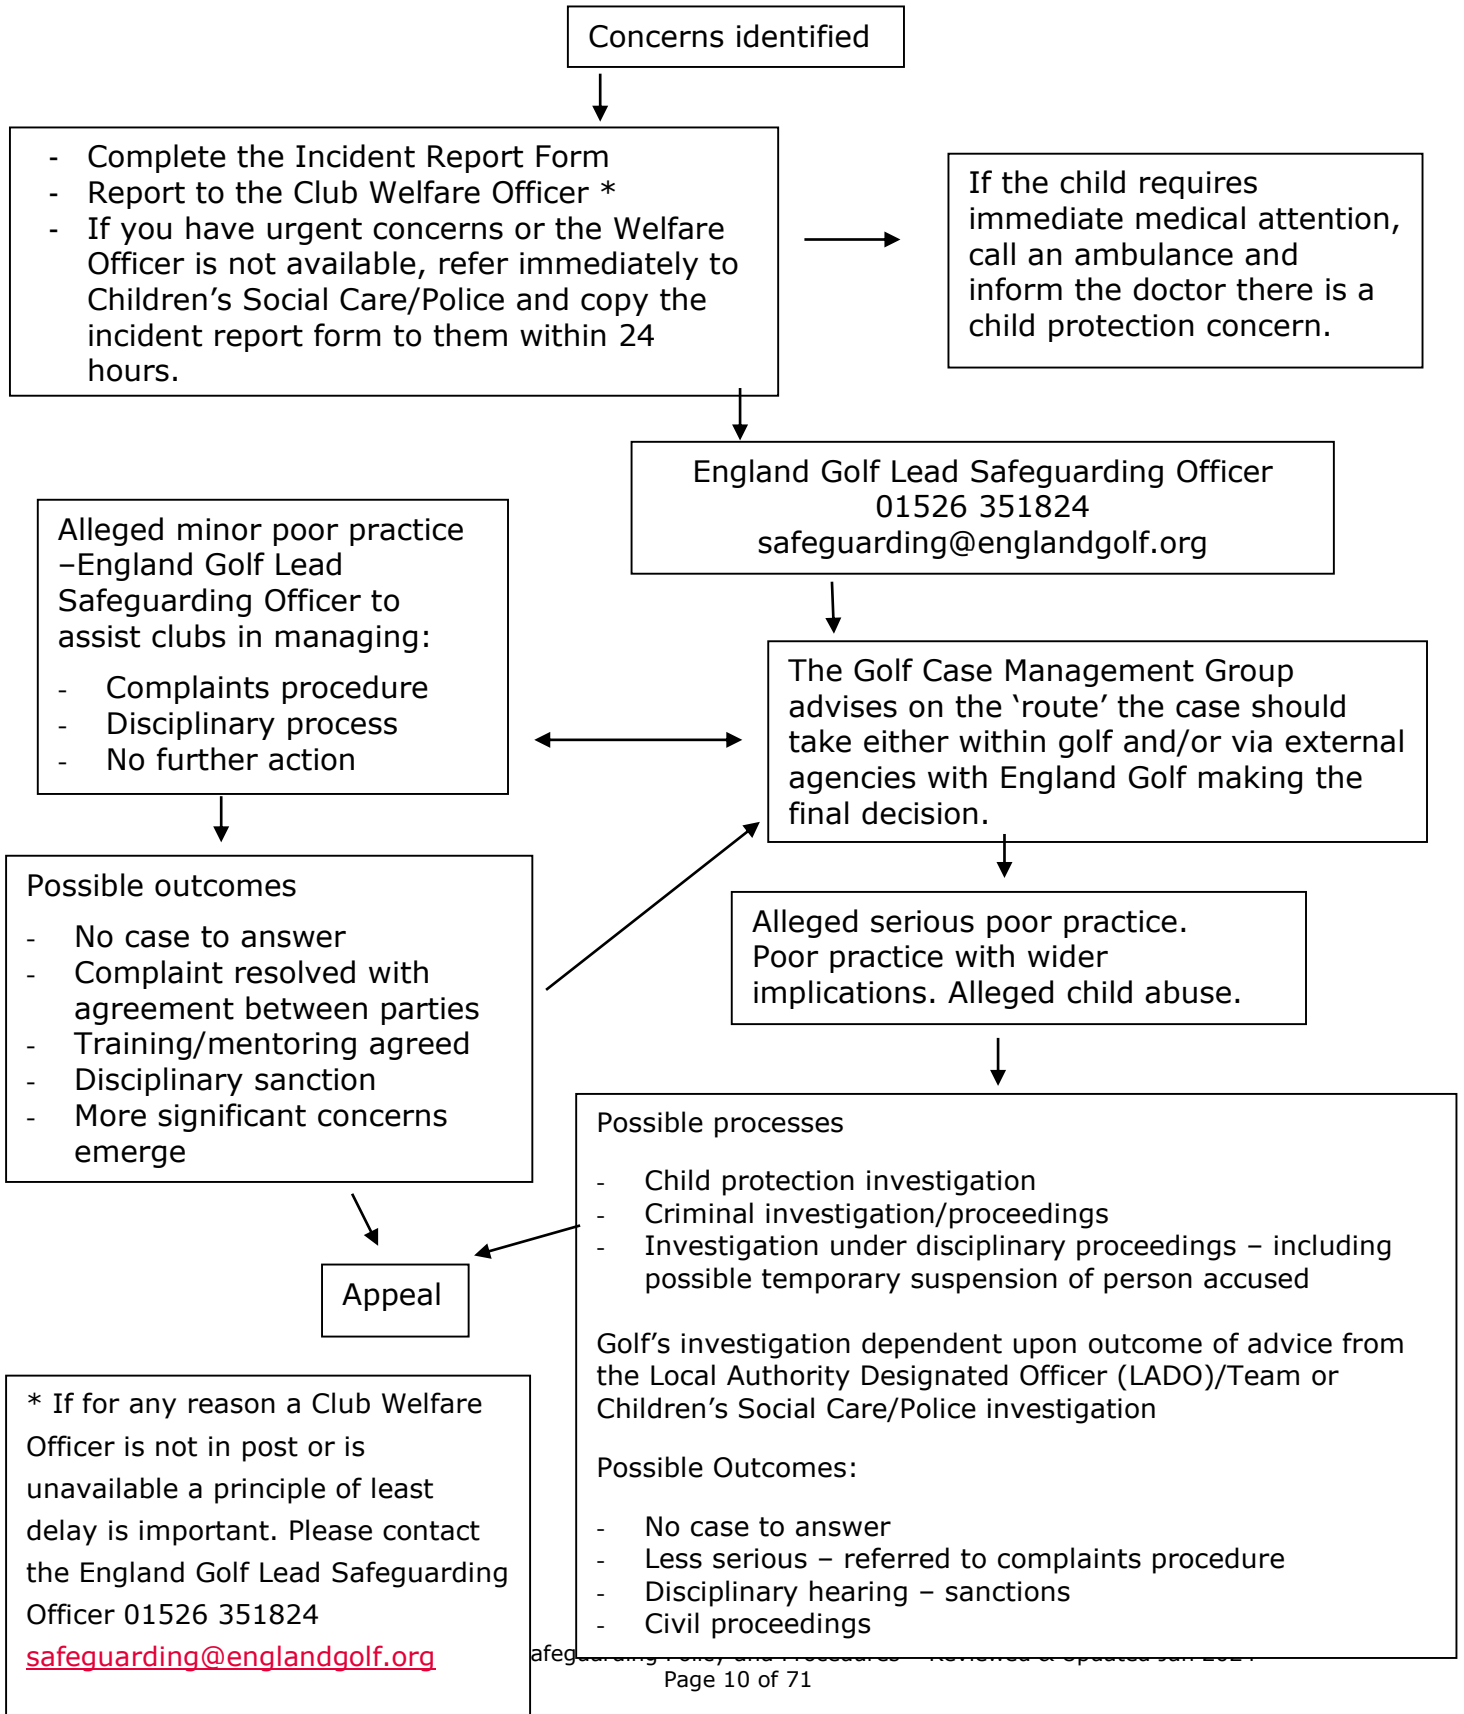 Concerns identified
- Complete the Incident Report Form
- Report to the Club Welfare Officer *
- If you have urgent concerns or the Welfare
Officer is not available, refer immediately to
Children’s Social Care/Police and copy the
incident report form to them within 24
hours.
If the child requires
immediate medical attention,
call an ambulance and
inform the doctor there is a
child protection concern.
England Golf Lead Safeguarding Officer
01526 351824
safeguarding@englandgolf.org
Alleged minor poor practice
–England Golf Lead
Safeguarding Officer to
assist clubs in managing:
- Complaints procedure
- Disciplinary process
- No further action
The Golf Case Management Group
advises on the ‘route’ the case should
take either within golf and/or via external
agencies with England Golf making the
final decision.
Possible outcomes
- No case to answer
- Complaint resolved with
agreement between parties
- Training/mentoring agreed
- Disciplinary sanction
- More significant concerns
emerge
Alleged serious poor practice.
Poor practice with wider
implications. Alleged child abuse.
Possible processes
- Child protection investigation
- Criminal investigation/proceedings
- Investigation under disciplinary proceedings – including
possible temporary suspension of person accused
Golf’s investigation dependent upon outcome of advice from
the Local Authority Designated Officer (LADO)/Team or
Children’s Social Care/Police investigation
Possible Outcomes:
- No case to answer
- Less serious – referred to complaints procedure
- Disciplinary hearing – sanctions
- Civil proceedings
Appeal
* If for any reason a Club Welfare
Officer is not in post or is
unavailable a principle of least
delay is important. Please contact
the England Golf Lead Safeguarding
Officer 01526 351824
safeguarding@englandgolf.org
Page 10 of 71